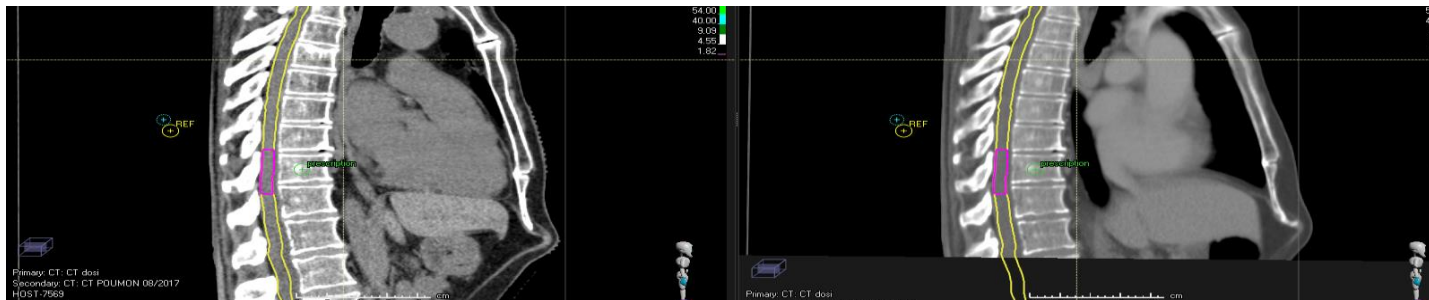 54.00
40.00
9.09
4.55
1.82
REF
prescription
Primary: CT: CT dosi
Secondary: CT: CT POUMON 08/2017
HOST-7569
cm
REF
prescription
Primary: CT: CT dosi
cm